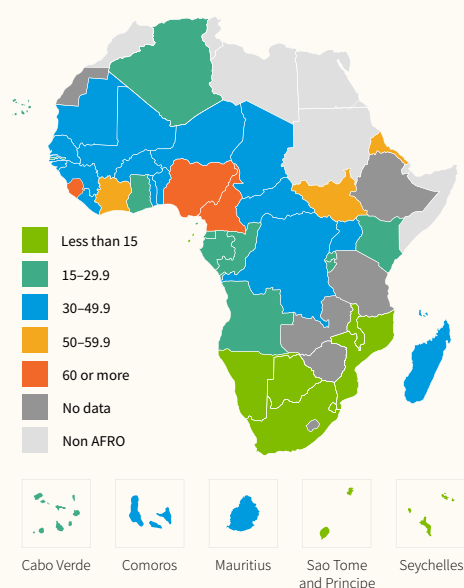 Less than 15
15–29.9
30–49.9
50–59.9
60 or more
No data
Non AFRO
Cabo Verde
Comoros
Mauritius
Sao Tome
and Principe
Seychelles